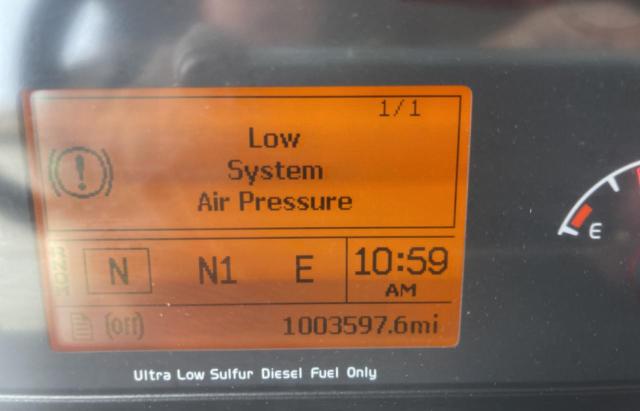 1/1
Low
System
Air Pressure
N N1 E 10:59
AM
(off) 1003597.6mi
E
Ultra Low Sulfur Diesel Fuel Only